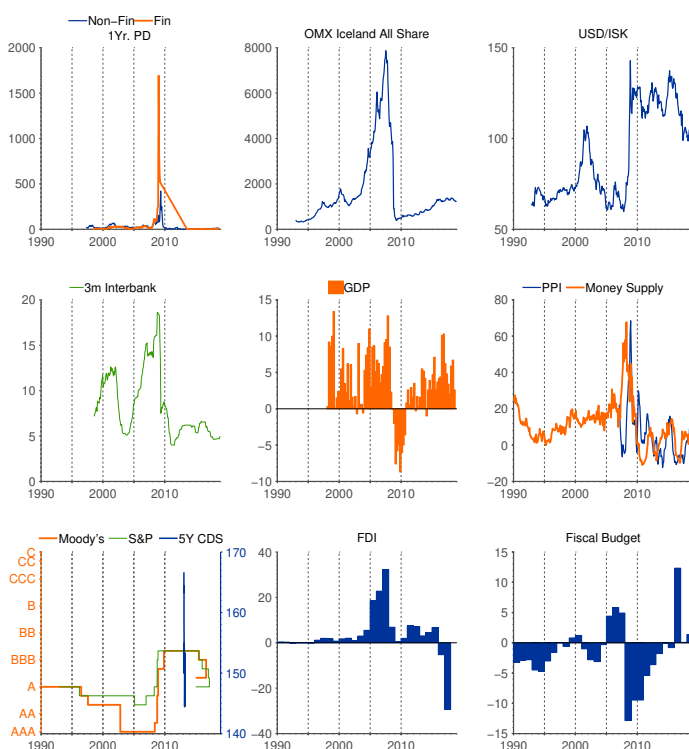 Non−Fin Fin
1Yr. PD
2000
1500
1000
500
0
1990 2000 2010
OMX Iceland All Share
8000
6000
4000
2000
0
2000 2010
USD/ISK
150
100
50
1990 2000 2010
3m Interbank
20
15
10
5
0
1990 2000 2010
GDP
15
10
5
0
−5
−10
1990 2000 2010
PPI Money Supply
80
60
40
20
0
−20
1990 2000 2010
Moody's S&P 5Y CDS
C
CC
CCC
B
BB
BBB
A
AA
AAA
170
160
150
140
1990 2000 2010
FDI
40
20
0
−20
−40
1990 2000 2010
Fiscal Budget
15
10
5
0
−5
−10
−15
1990 2000 2010